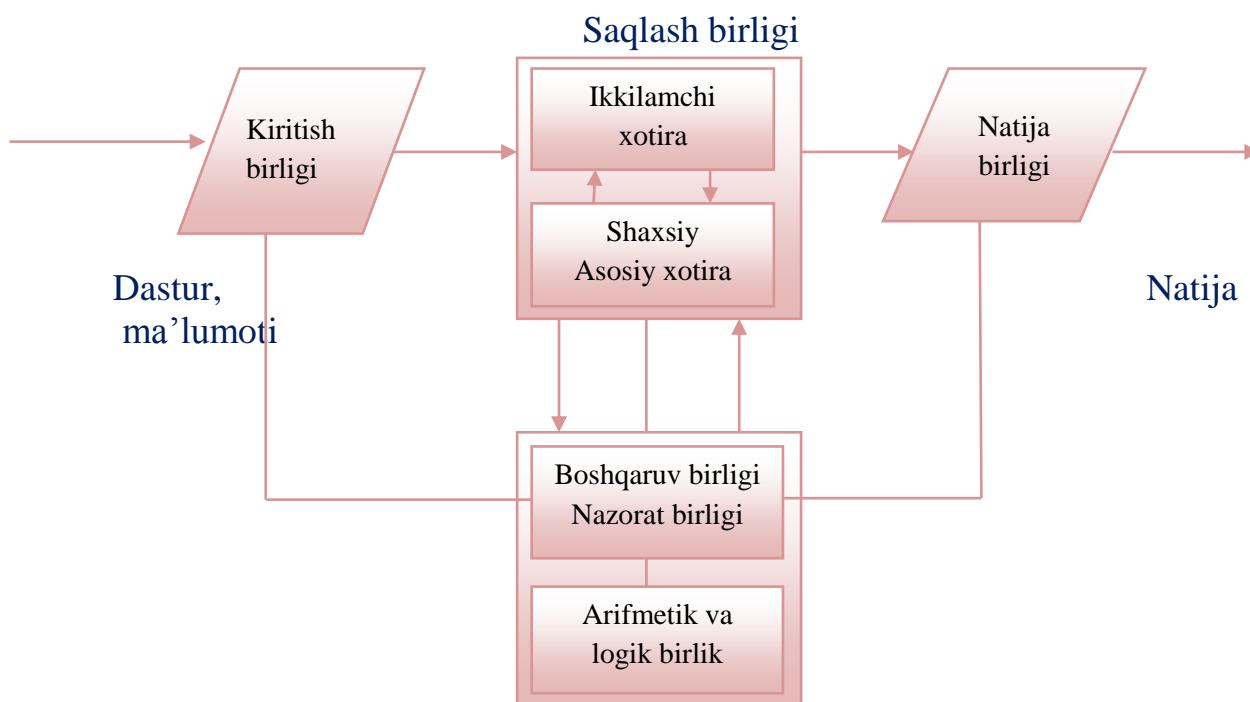 Saqlash birligi
Kiritish
birligi
Ikkilamchi
xotira
Natija
birligi
Shaxsiy
Asosiy xotira
Dastur,
ma’lumoti
Natija
Boshqaruv birligi
Nazorat birligi
Arifmetik va
logik birlik